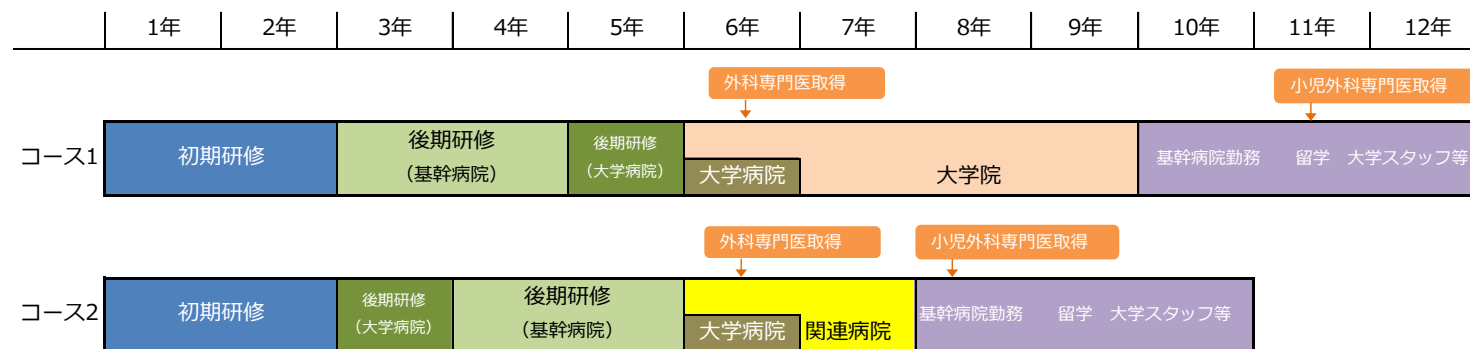 1年 2年 3年 4年 5年 6年 7年 8年 9年 10年 11年 12年
外科専門医取得 小児外科専門医取得
コース1
初期研修
後期研修
（基幹病院）
後期研修
（大学病院）
大学病院
大学院
基幹病院勤務 留学 大学スタッフ等
外科専門医取得 小児外科専門医取得
コース2
初期研修
後期研修
（大学病院）
後期研修
（基幹病院）
大学病院
関連病院
基幹病院勤務 留学 大学スタッフ等